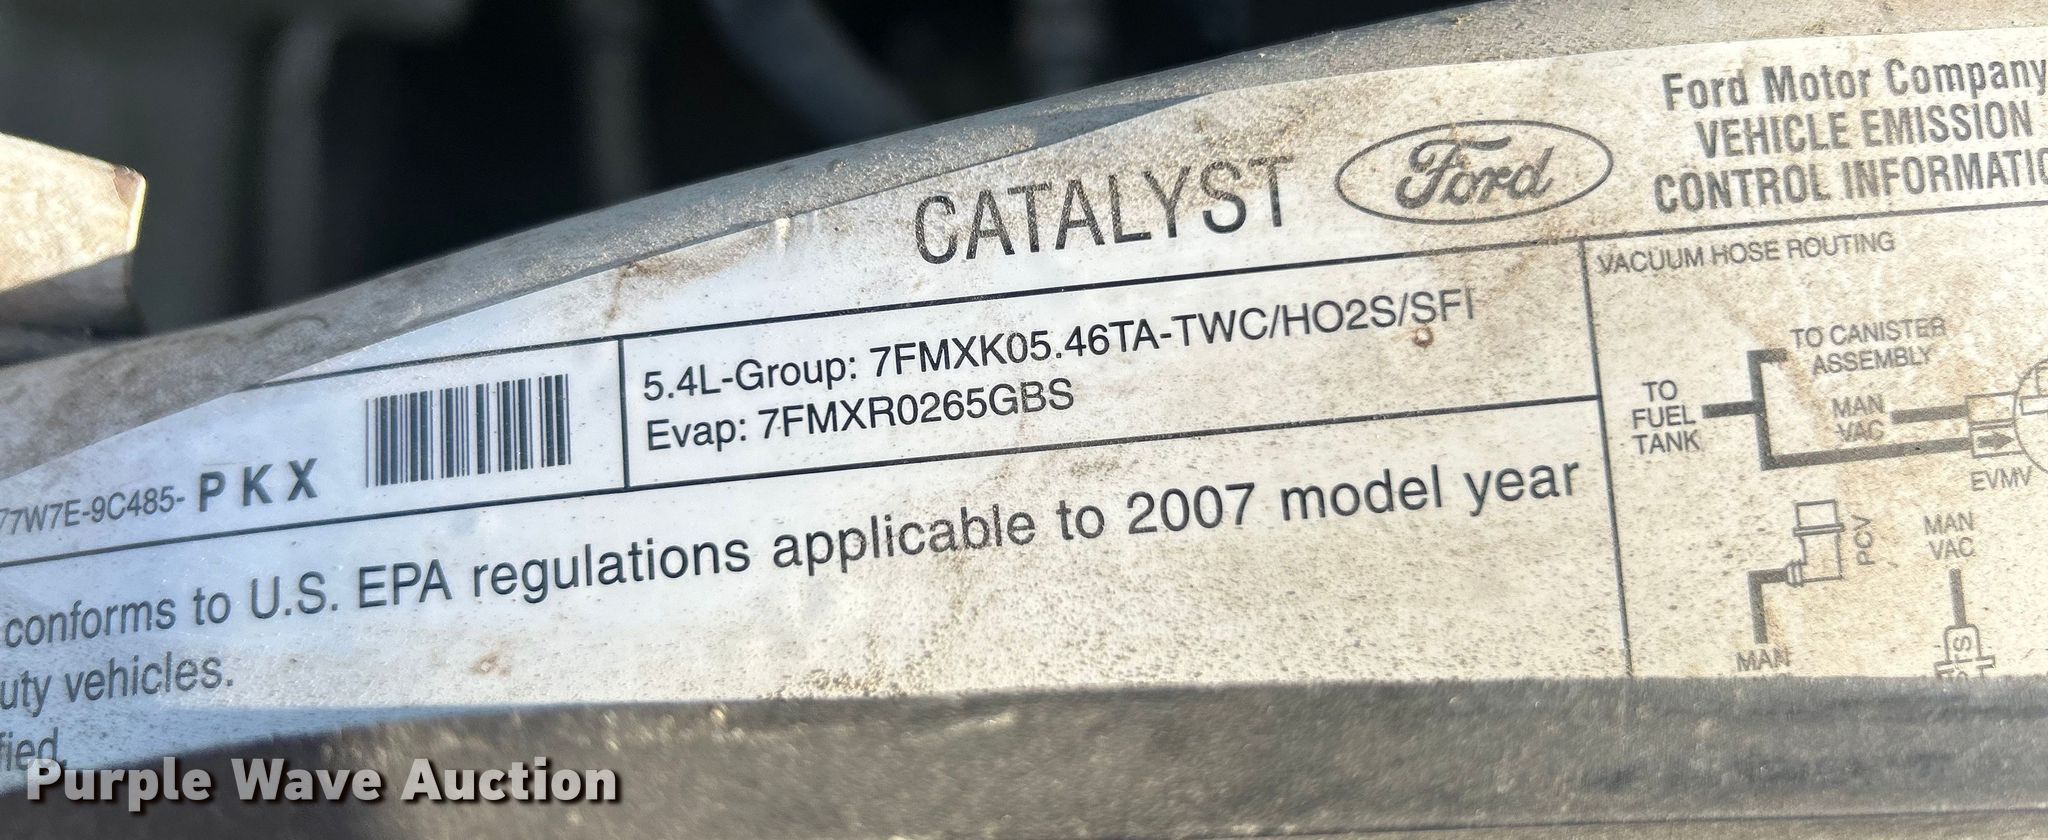 CATALYST
Ford
Ford Motor Company
VEHICLE EMISSION
CONTROL
77W7E-9C485- PKX
5.4L-Group: 7FMXK05.46TA-TWC/HO2S/SFI
Evap: 7FMXR0265GBS
conforms to U.S. EPA regulations applicable to 2007 model year
vehicles.
VACUUM HOSE ROUTING
TO CANISTER
ASSEMBLY
TO
FUEL
TANK
MAN
VAC
EVMV
PCV
MAN
VAC
MAN
Purple Wave Auction